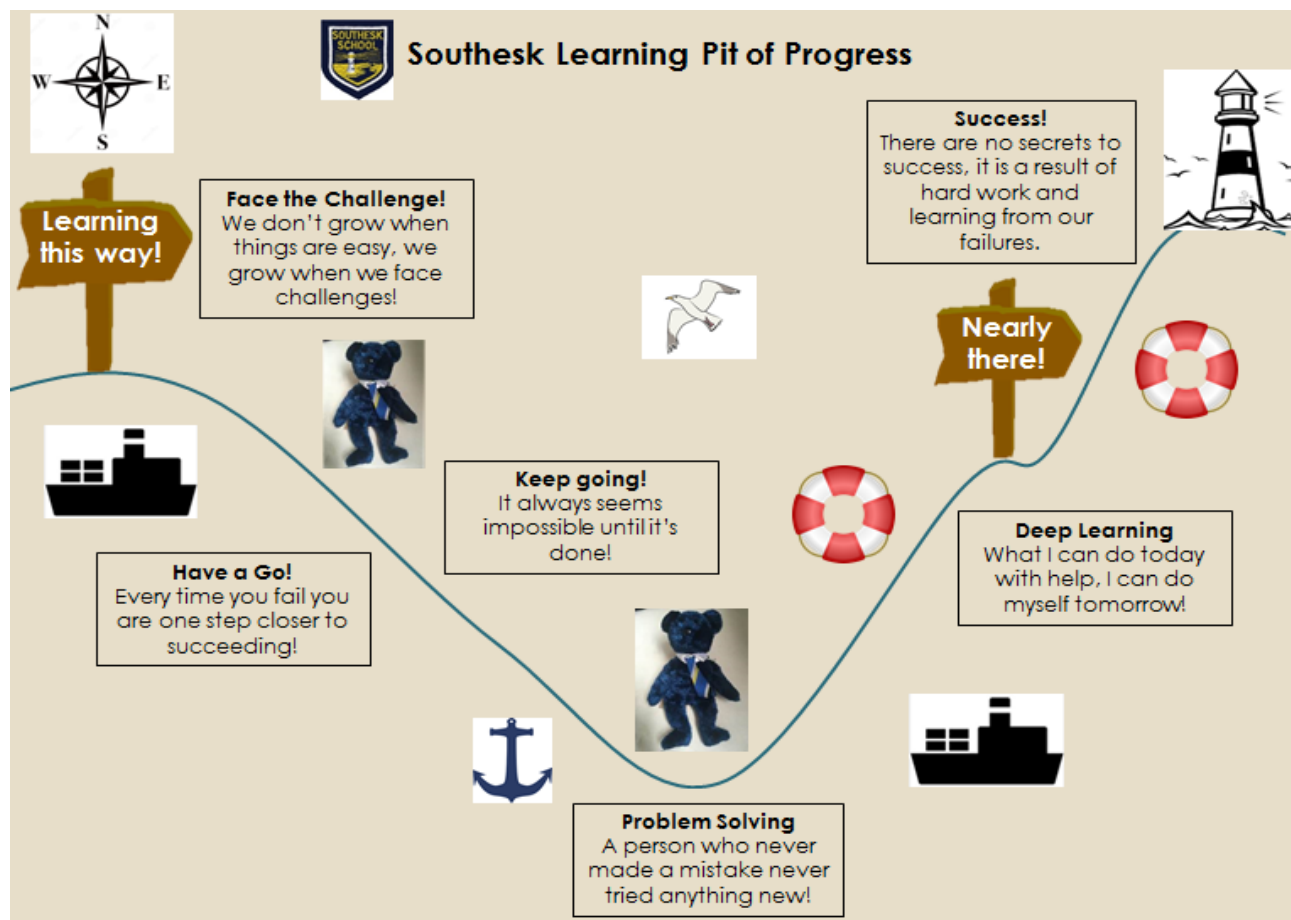 N
W E
S
SOUTHESK
SCHOOL
Southesk Learning Pit of Progress
Learning
this way!
Face the Challenge!
We don't grow when
things are easy, we
grow when we face
challenges!
Success!
There are no secrets to
success, it is a result of
hard work and
learning from our
failures.
Nearly
there!
Keep going!
It always seems
impossible until it's
done!
Have a Go!
Every time you fail you
are one step closer to
succeeding!
Deep Learning
What I can do today
with help, I can do
myself tomorrow!
Problem Solving
A person who never
made a mistake never
tried anything new!